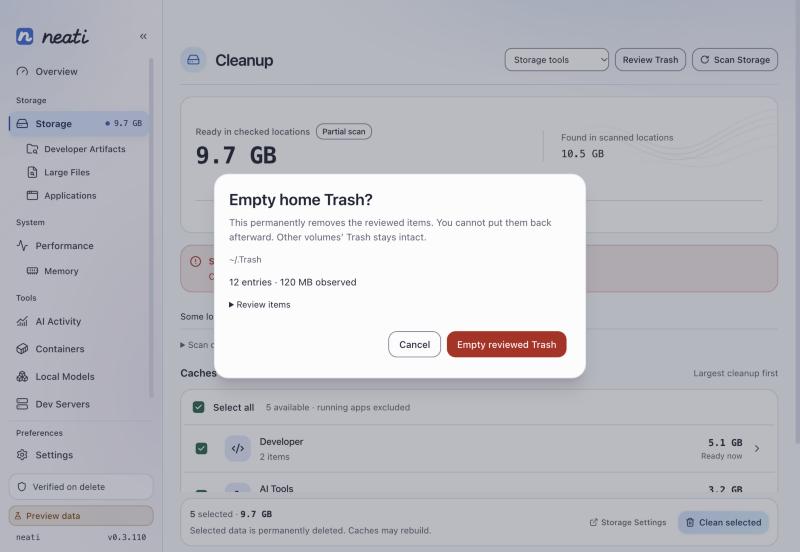 neati
«
Overview
Storage
Storage
9.7 GB
Developer Artifacts
Large Files
Applications
System
Performance
Memory
Tools
AI Activity
Containers
Local Models
Dev Servers
Preferences
Settings
Verified on delete
Preview data
neati v0.3.110
Cleanup
Storage tools
Review Trash
Scan Storage
Ready in checked locations
Partial scan
9.7 GB
Found in scanned locations
10.5 GB
Empty home Trash?
This permanently removes the reviewed items. You cannot put them back
afterward. Other volumes' Trash stays intact.
~/.Trash
12 entries · 120 MB observed
Review items
Cancel
Empty reviewed Trash
Some
Scan
Caches
Largest cleanup first
Select all
5 available · running apps excluded
Developer
2 items
5.1 GB
Ready now
AI Tools
3.2 GB
5 selected · 9.7 GB
Selected data is permanently deleted. Caches may rebuild.
Storage Settings
Clean selected